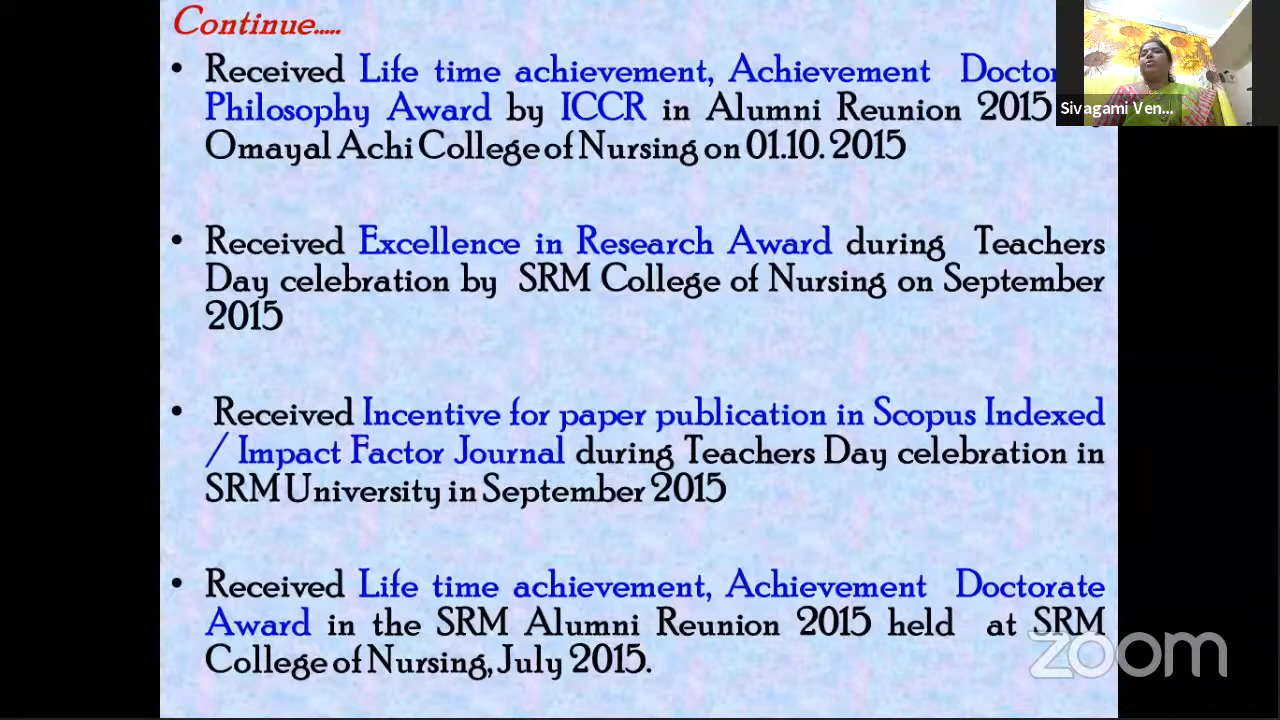 Continue.....
• Received Life time achievement, Achievement Doctor
Philosophy Award by ICCR in Alumni Reunion 2015
Omayal Achi College of Nursing on 01.10. 2015
• Received Excellence in Research Award during Teachers
Day celebration by SRM College of Nursing on September
2015
• Received Incentive for paper publication in Scopus Indexed
/ Impact Factor Journal during Teachers Day celebration in
SRM University in September 2015
• Received Life time achievement, Achievement Doctorate
Award in the SRM Alumni Reunion 2015 held at SRM
College of Nursing, July 2015.
Sivagami Ven...
zoom